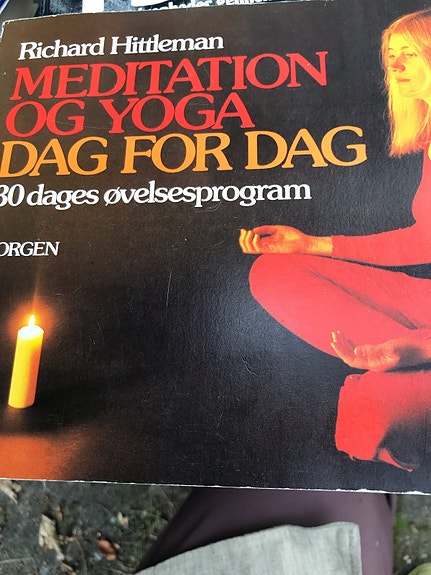 Richard Hittleman
MEDITATION
OG YOGA
DAG FOR DAG
30 dages øvelsesprogram
ORGEN